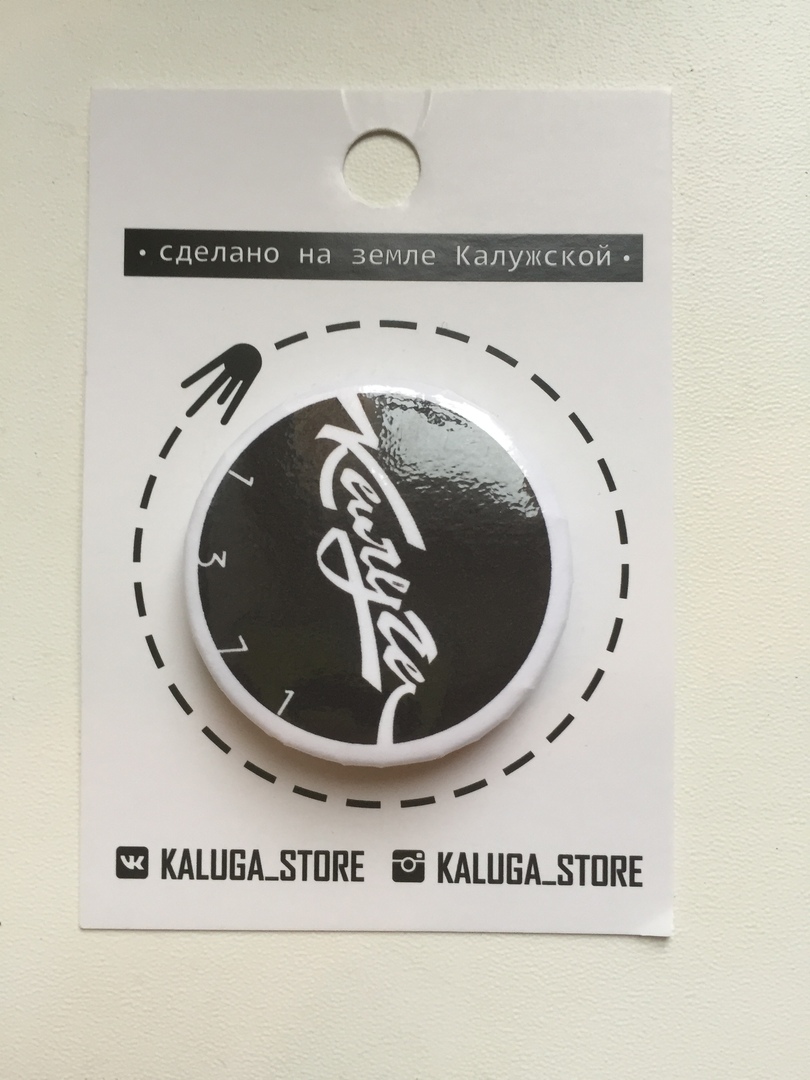 • сделано на земле Калужской •
Калуга
1
3
7
1
KALUGA_STORE
KALUGA_STORE